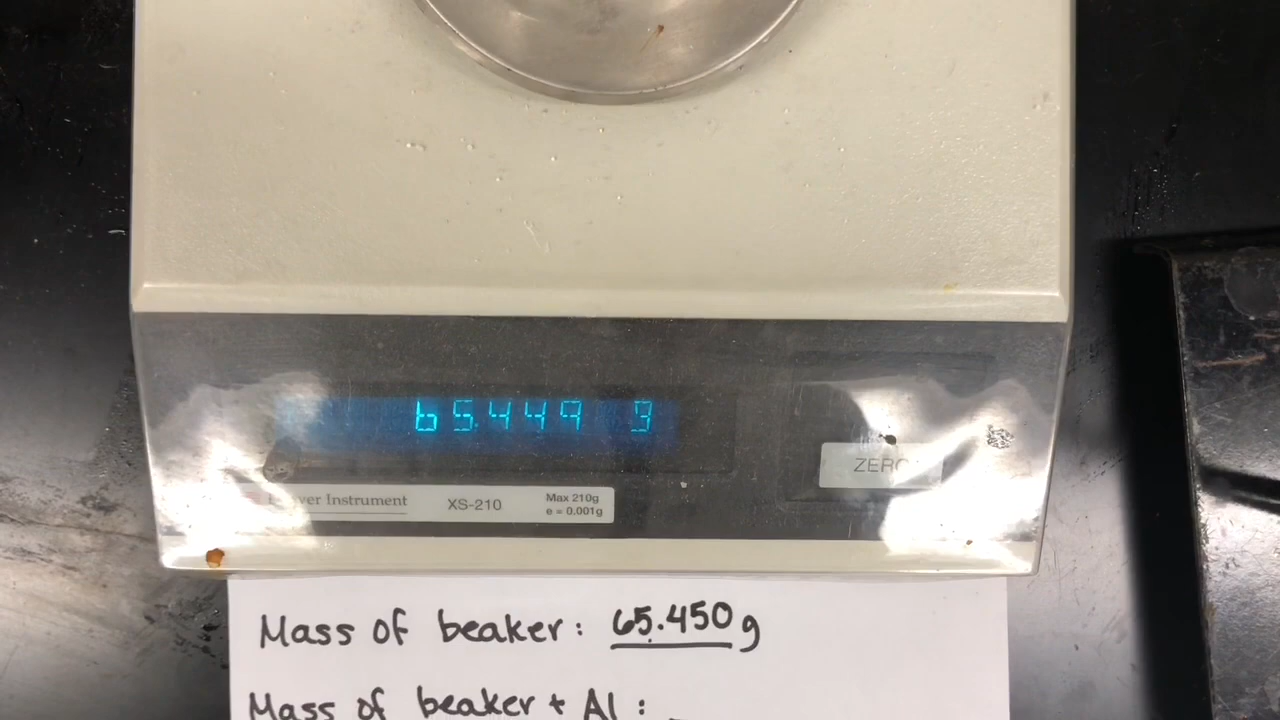 65.449 g
ZERO
Instrument
XS-210
Max 210g
e = 0.001g
Mass of beaker: 65.450 g
Mass of beaker + Al :